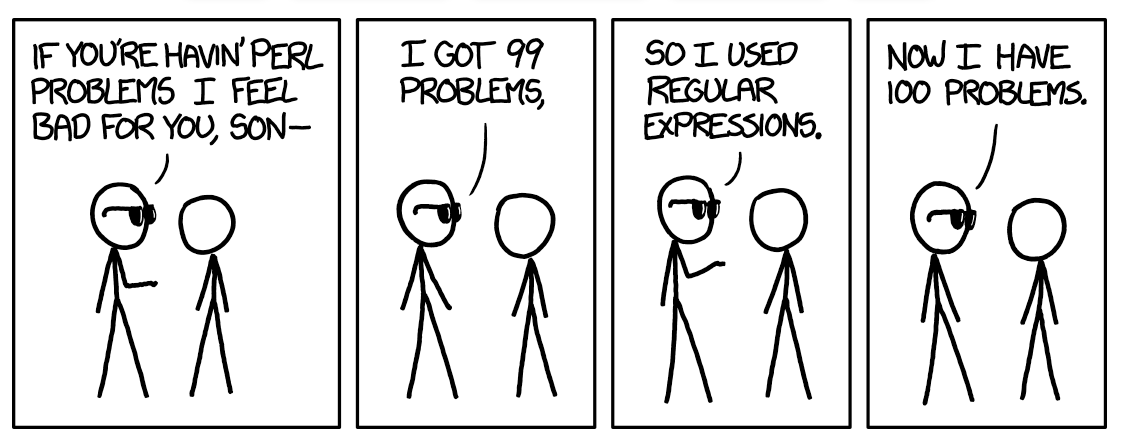 IF YOU'RE HAVIN' PERL
PROBLEMS I FEEL
BAD FOR YOU, SON—
I GOT 99
PROBLEMS,
SO I USED
REGULAR
EXPRESSIONS.
NOW I HAVE
100 PROBLEMS.